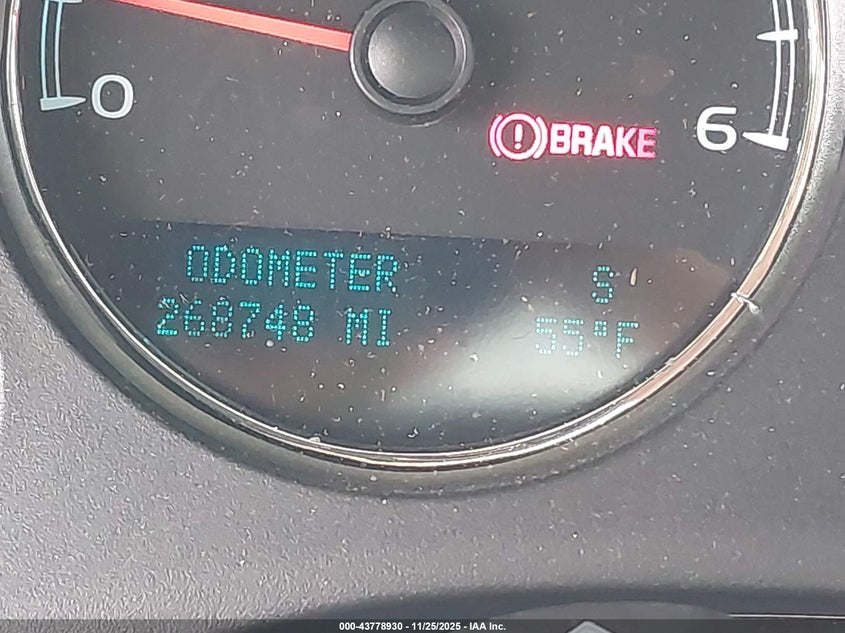 0
(!) BRAKE
6
ODOMETER
S
268748 MI
55°F
000-43778930 - 11/25/2025 - IAA Inc.